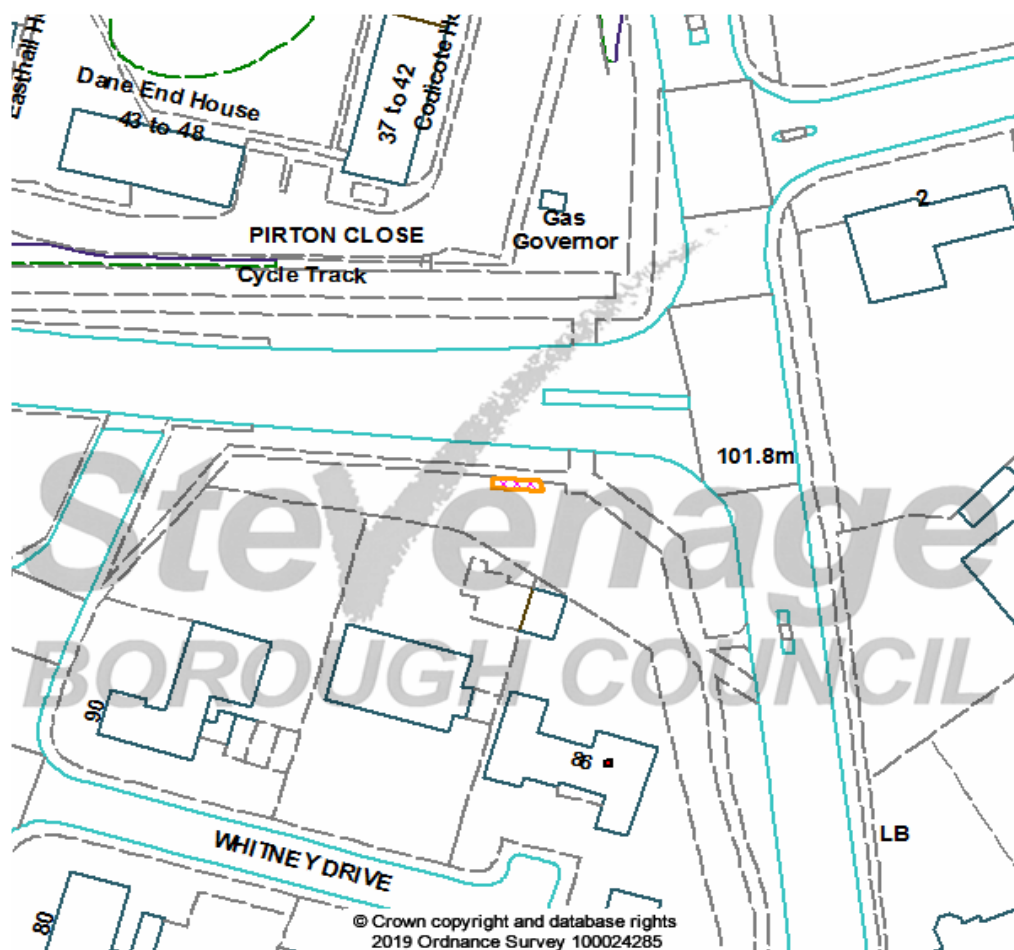 Easthall H
Dane End House
43 to 48
37 to 42
Codicote Ho
2
PIRTON CLOSE
Gas
Governor
Cycle Track
101.8m
Stevenage
BOROUGH COUNCIL
90
86
WHITNEY DRIVE
LB
80
© Crown copyright and database rights
2019 Ordnance Survey 100024285